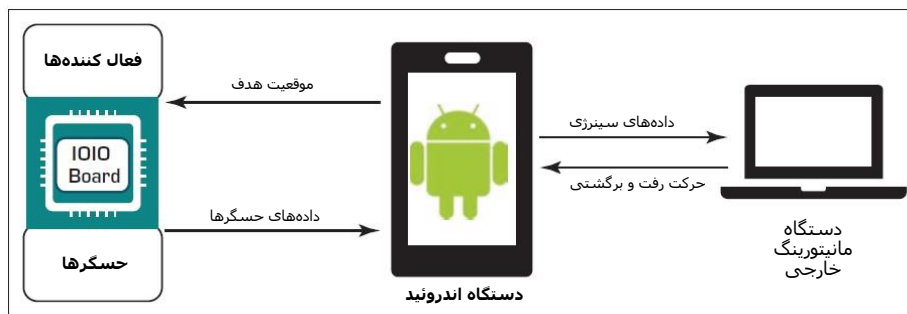 فعال کننده‌ها
IOIO
Board
حسگرها
موقعیت هدف
داده‌های حسگرها
دستگاه اندروئید
داده‌های سینرژی
حرکت رفت و برگشتی
دستگاه
مانیتورینگ
خارجی